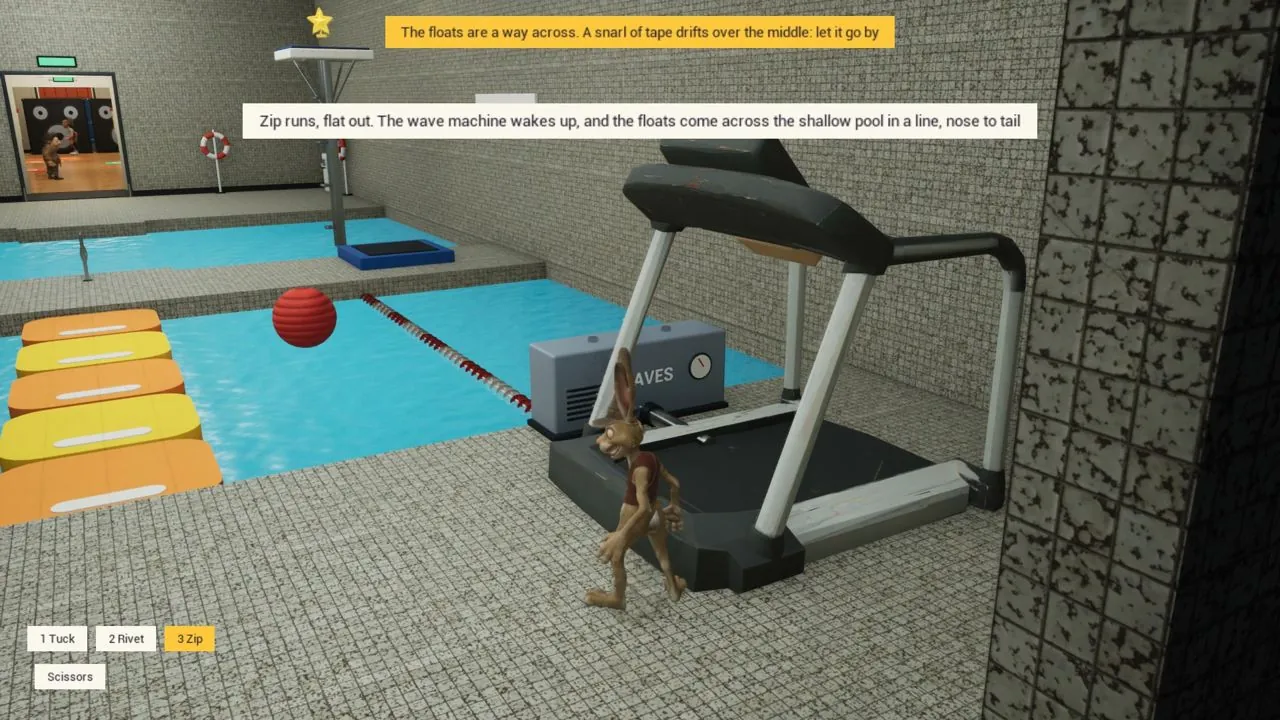 The floats are a way across. A snarl of tape drifts over the middle: let it go by
Zip runs, flat out. The wave machine wakes up, and the floats come across the shallow pool in a line, nose to tail
AVES
1 Tuck
2 Rivet
3 Zip
Scissors